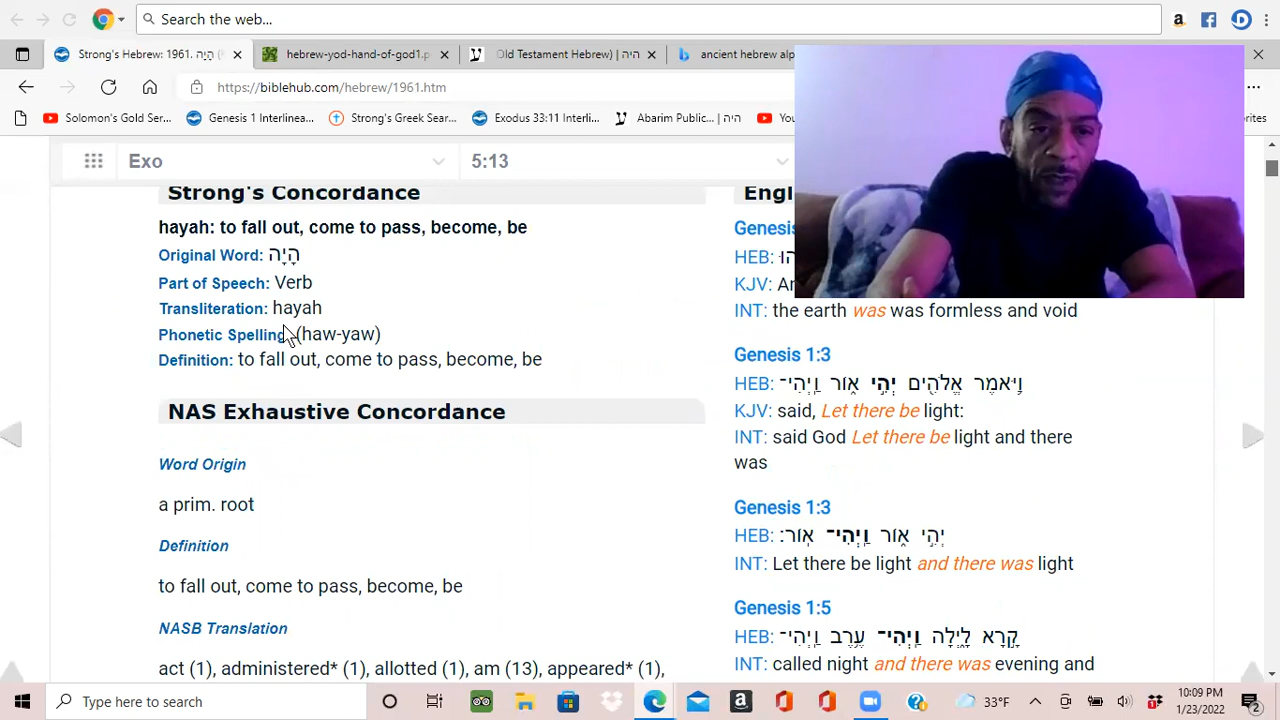 Search the web...
Strong's Hebrew: 1961. הָיָה (
hebrew-yod-hand-of-god1.p
Old Testament Hebrew) | היה
ancient hebrew alp
https://biblehub.com/hebrew/1961.htm
Solomon's Gold Ser...
Genesis 1 Interlinea...
Strong's Greek Sear...
Exodus 33:11 Interli...
Abarim Public... | היה
You
orites
Exo
5:13
Strong's Concordance
hayah: to fall out, come to pass, become, be
Original Word: הָיָה
Part of Speech: Verb
Transliteration: hayah
Phonetic Spelling: (haw-yaw)
Definition: to fall out, come to pass, become, be
NAS Exhaustive Concordance
Word Origin
a prim. root
Definition
to fall out, come to pass, become, be
NASB Translation
act (1), administered* (1), allotted (1), am (13), appeared* (1),
Engl
Genesis
HEB:
KJV: An
INT: the earth was was formless and void
Genesis 1:3
HEB: וַיֹּ֥אמֶר אֱלֹהִ֖ים יְהִ֣י א֑וֹר וַֽיְהִי־
KJV: said, Let there be light:
INT: said God Let there be light and there
was
Genesis 1:3
HEB: יְהִ֣י א֑וֹר וַֽיְהִי־ אֽוֹר׃
INT: Let there be light and there was light
Genesis 1:5
HEB: קָ֣רָא לָ֑יְלָה וַֽיְהִי־ עֶ֥רֶב וַֽיְהִי־
INT: called night and there was evening and
Type here to search
33°F
10:09 PM
1/23/2022
2